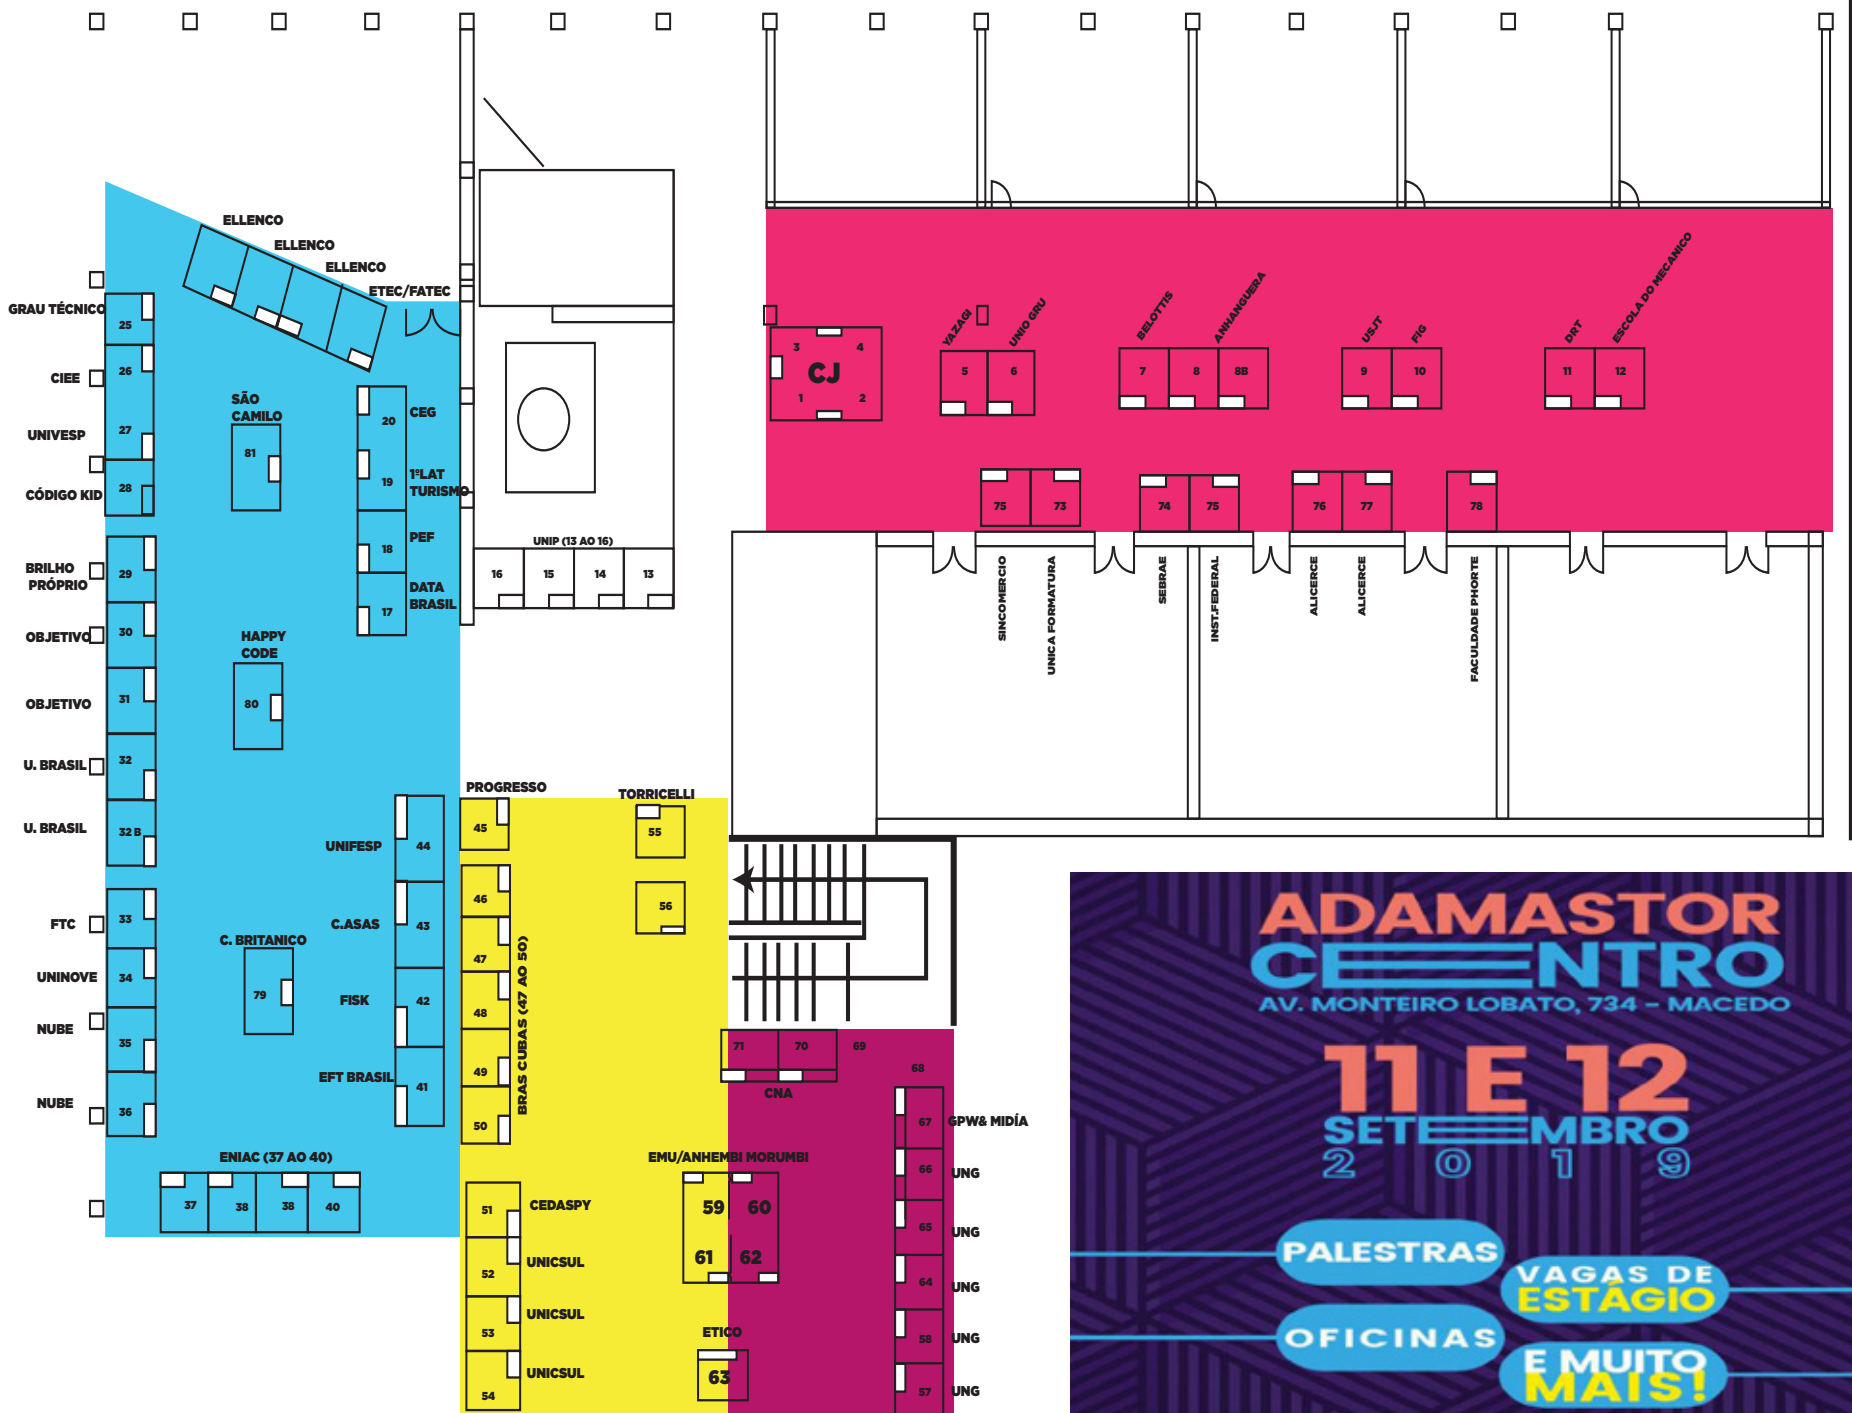 ELLENCO
ELLENCO
ELLENCO
ETEC/FATEC
GRAU TÉCNICO
25
CIEE
26
UNIVESP
27
CÓDIGO KID
28
SÃO
CAMILO
81
20
CEG
19
1ºLAT
TURISMO
18
PEF
17
DATA
BRASIL
BRILHO
PRÓPRIO
29
OBJETIVO
30
OBJETIVO
31
U. BRASIL
32
U. BRASIL
32 B
HAPPY
CODE
80
FTC
33
UNINOVE
34
NUBE
35
NUBE
36
C. BRITANICO
79
UNIFESP
44
C.ASAS
43
FISK
42
EFT BRASIL
41
ENIAC (37 AO 40)
37
38
38
40
UNIP (13 AO 16)
16
15
14
13
CJ
3
4
1
2
YAZAGI
UNIO GRU
5
6
BELOTTIS
ANHANGUERA
7
8
8B
USJT
FIG
9
10
DRT
ESCOLA DO MECANICO
11
12
75
73
74
75
76
77
78
SINCOMERCIO
UNICA FORMATURA
SEBRAE
INST.FEDERAL
ALICERCE
ALICERCE
FACULDADE PHORTE
PROGRESSO
45
46
47
48
49
50
BRAS CUBAS (47 AO 50)
TORRICELLI
55
56
51
CEDASPY
52
UNICSUL
53
UNICSUL
54
UNICSUL
71
70
69
68
CNA
EMU/ANHEMBI MORUMBI
59
60
61
62
ETICO
63
67
GPW& MIDÍA
66
UNG
65
UNG
64
UNG
58
UNG
57
UNG
ADAMASTOR
CENTRO
AV. MONTEIRO LOBATO, 734 – MACEDO
11 E 12
SETEMBRO
2019
PALESTRAS
VAGAS DE
ESTÁGIO
OFICINAS
E MUITO
MAIS!